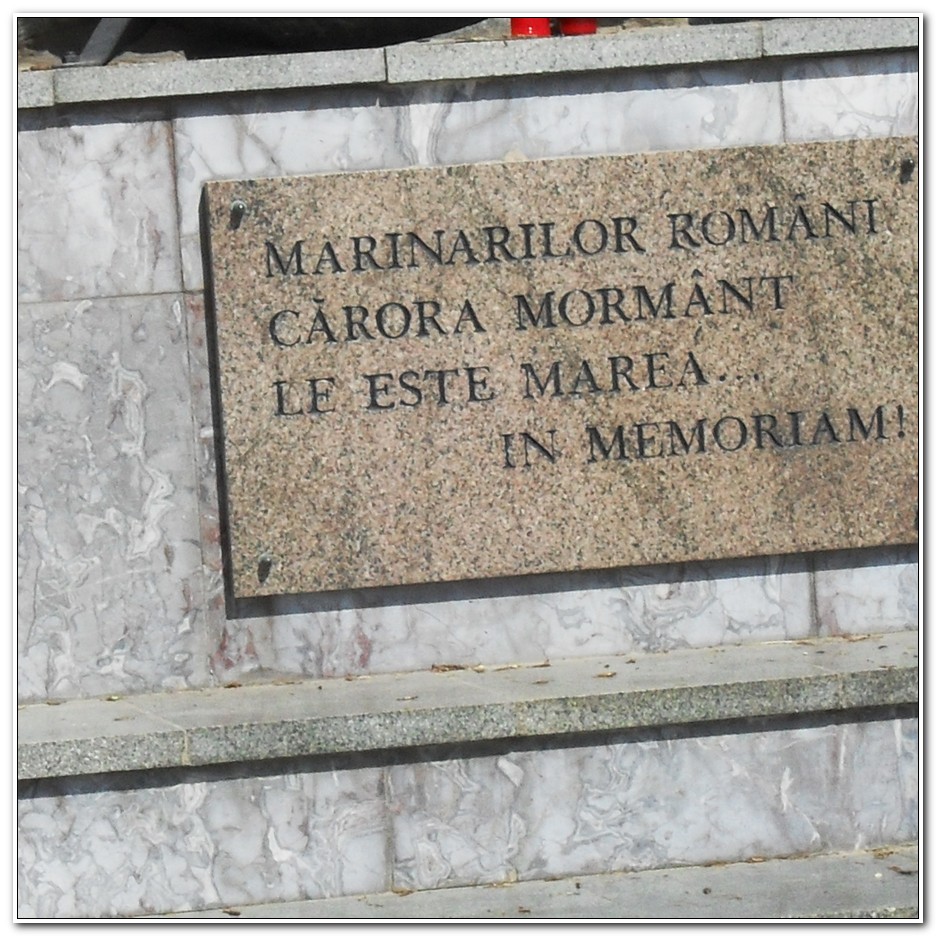 MARINARILOR ROMÂNI
CĂRORA MORMÂNT
LE ESTE MAREA...
IN MEMORIAM!